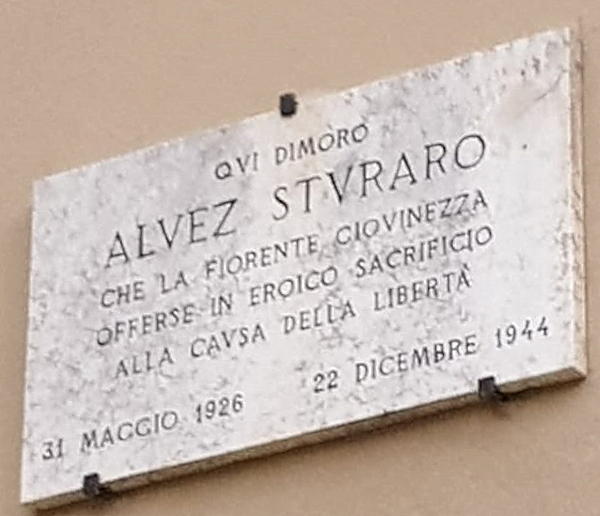 QVI DIMORÒ
ALVEZ STVRARO
CHE LA FIORENTE GIOVINEZZA
OFFERSE IN EROICO SACRIFICIO
ALLA CAVSA DELLA LIBERTÀ
31 MAGGIO 1926 22 DICEMBRE 1944